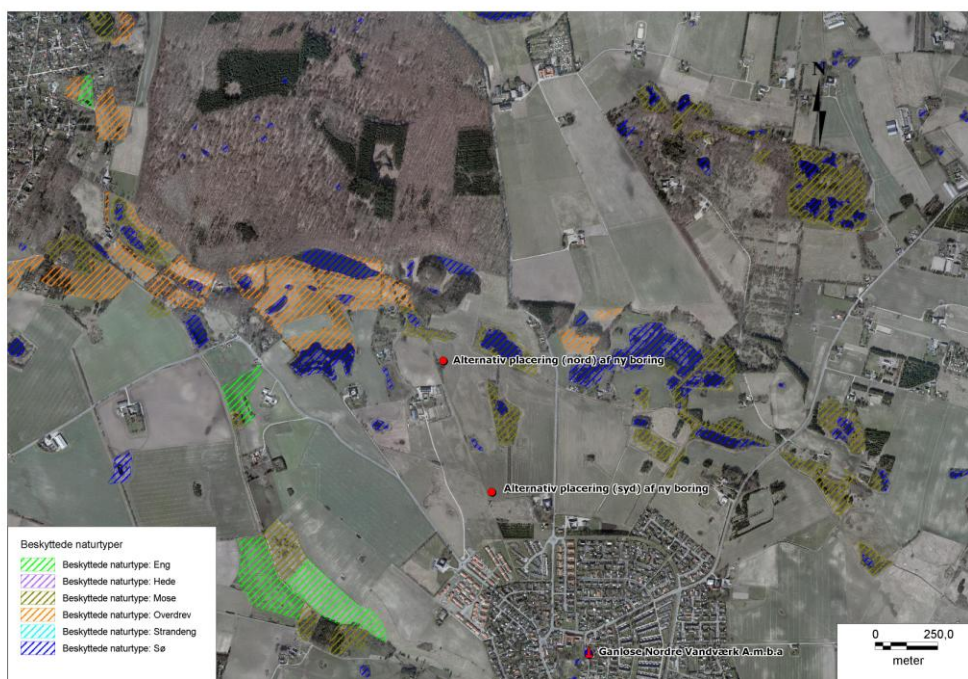 N
Alternativ placering (nord) af ny boring
Alternativ placering (syd) af ny boring
Ganløse Nordre Vandværk A.m.b.a
Beskyttede naturtyper
Beskyttede naturtype: Eng
Beskyttede naturtype: Hede
Beskyttede naturtype: Mose
Beskyttede naturtype: Overdrev
Beskyttede naturtype: Strandeng
Beskyttede naturtype: Sø
0 250,0
meter